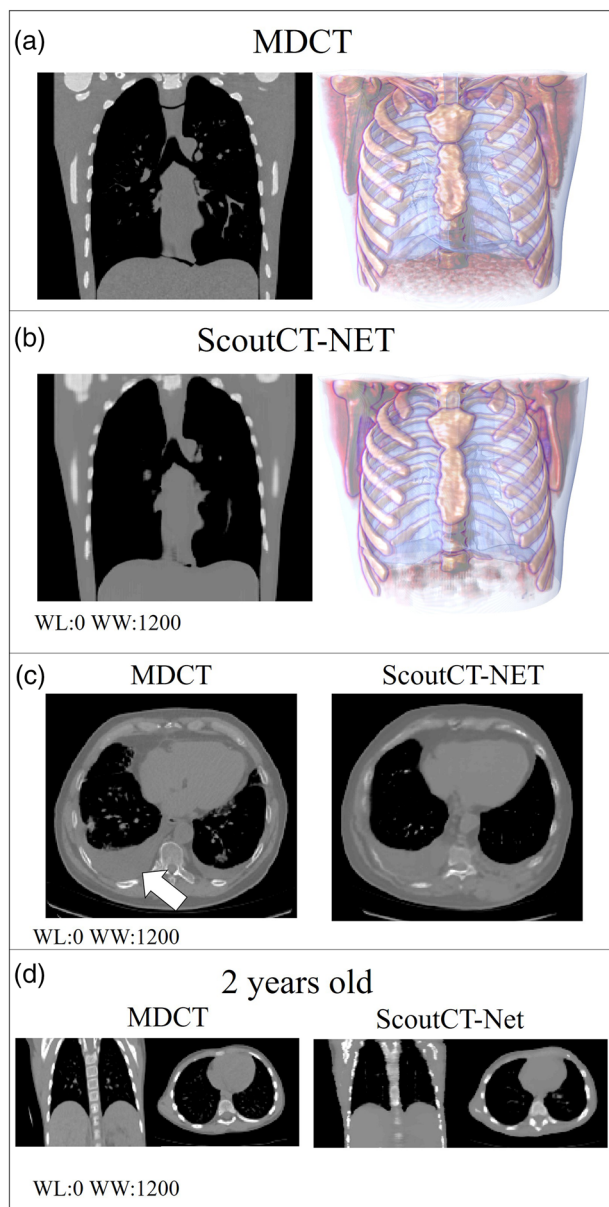 (a)
MDCT
(b)
ScoutCT-NET
WL:0 WW:1200
(c)
MDCT ScoutCT-NET
WL:0 WW:1200
(d)
2 years old
MDCT ScoutCT-Net
WL:0 WW:1200